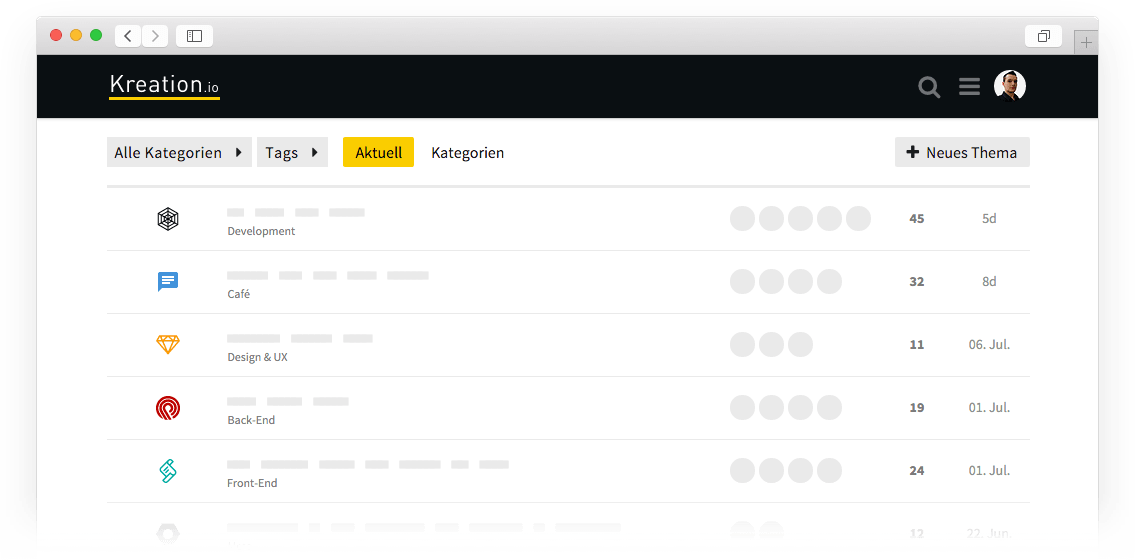 Kreation.io
Alle Kategorien Tags Aktuell Kategorien Neues Thema
45 5d
Development
32 8d
Café
11 06. Jul.
Design & UX
19 01. Jul.
Back-End
24 01. Jul.
Front-End
12 22. Jun.